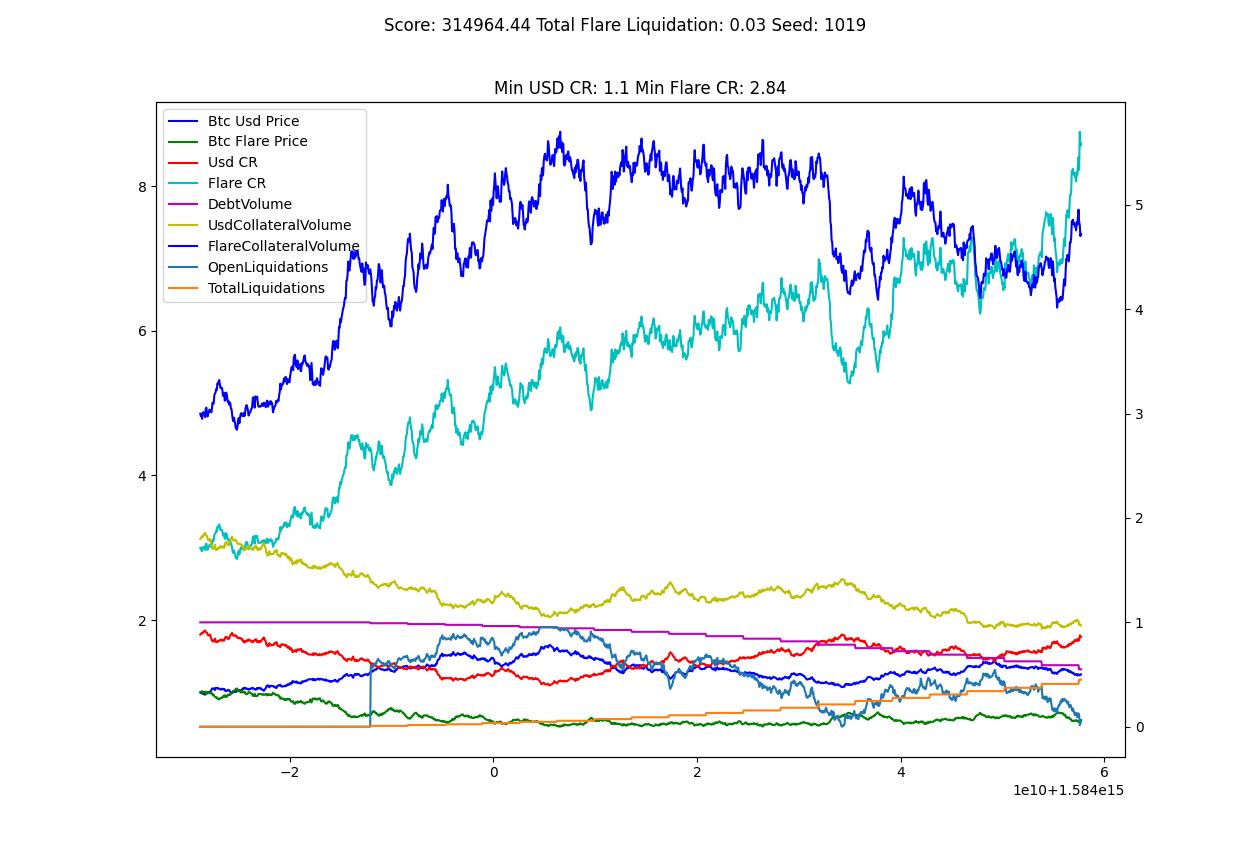 Score: 314964.44 Total Flare Liquidation: 0.03 Seed: 1019
Min USD CR: 1.1 Min Flare CR: 2.84
Btc Usd Price
Btc Flare Price
Usd CR
Flare CR
DebtVolume
UsdCollateralVolume
FlareCollateralVolume
OpenLiquidations
TotalLiquidations
8
6
4
2
5
4
3
2
1
0
−2 0 2 4 6
1e10+1.584e15